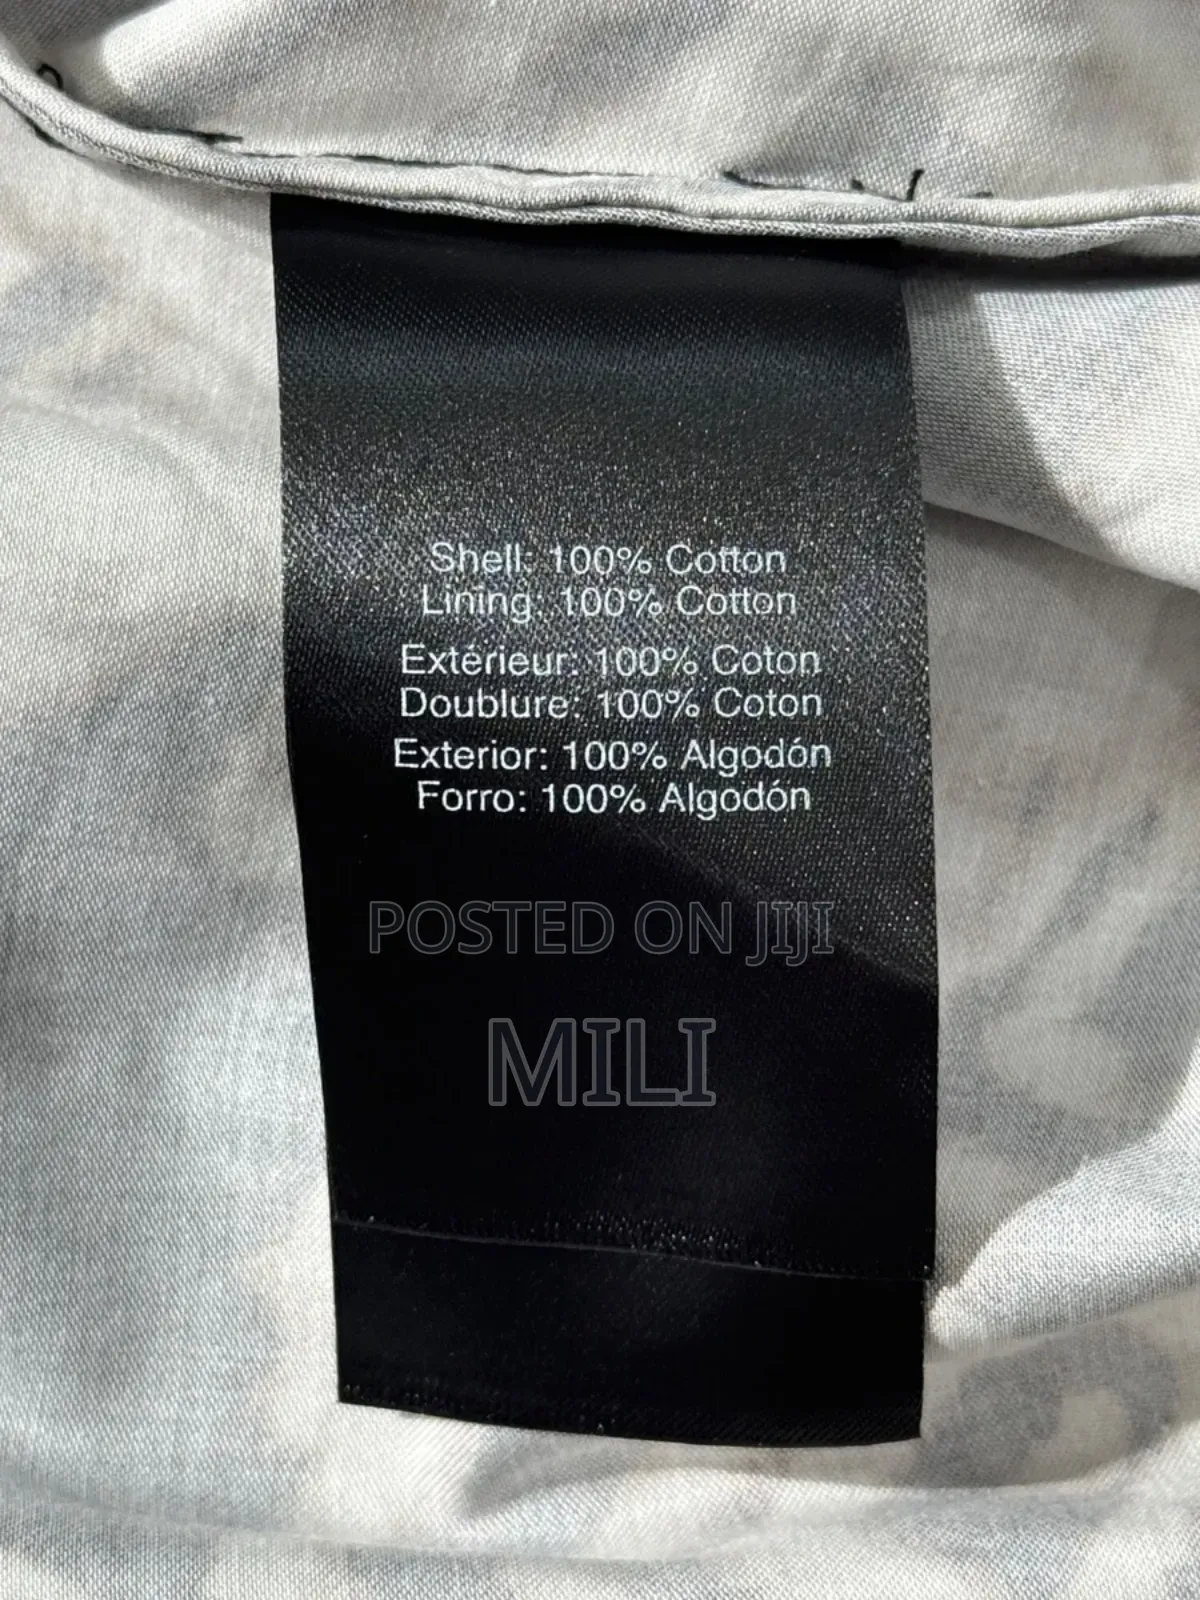 Shell: 100% Cotton
Lining: 100% Cotton
Extérieur: 100% Coton
Doublure: 100% Coton
Exterior: 100% Algodón
Forro: 100% Algodón
POSTED ON JIJI
MILI